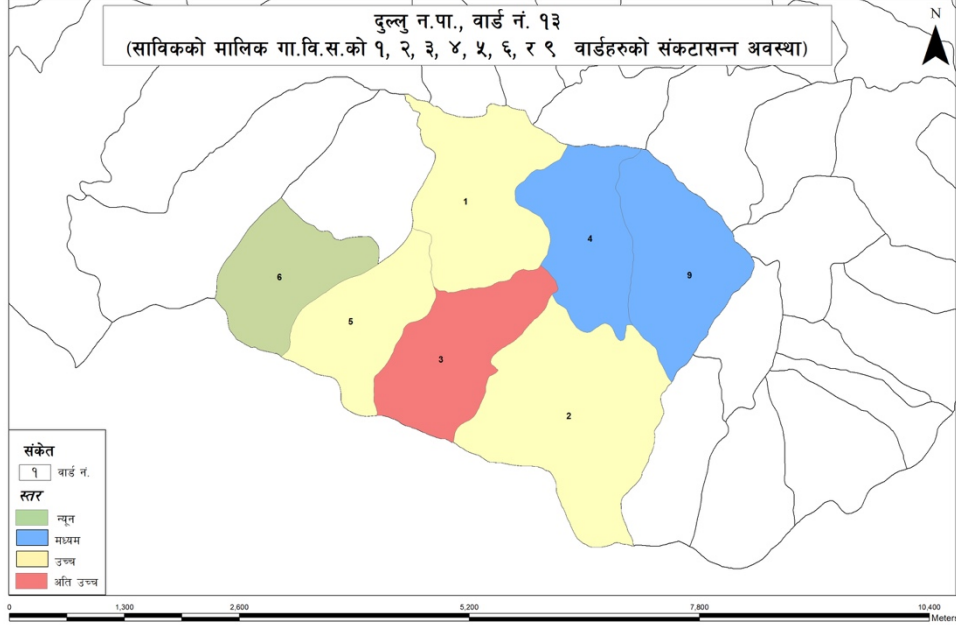 दुल्लु न.पा., वार्ड नं. १३
(साविकको मालिक गा.वि.स.को १, २, ३, ४, ५, ६, र ९ वार्डहरुको संकटासन्न अवस्था)
N
1
4
9
6
5
3
2
संकेत
१ वार्ड नं.
स्तर
न्यून
मध्यम
उच्च
अति उच्च
0 1,300 2,600 5,200 7,800 10,400
Meters